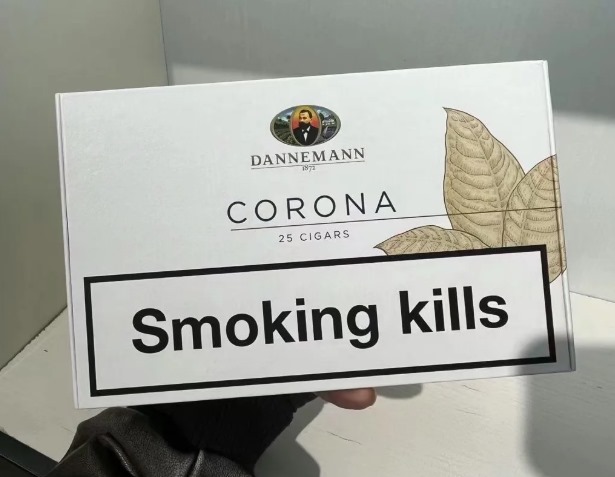 DANNEMANN
1872
CORONA
25 CIGARS
Smoking kills